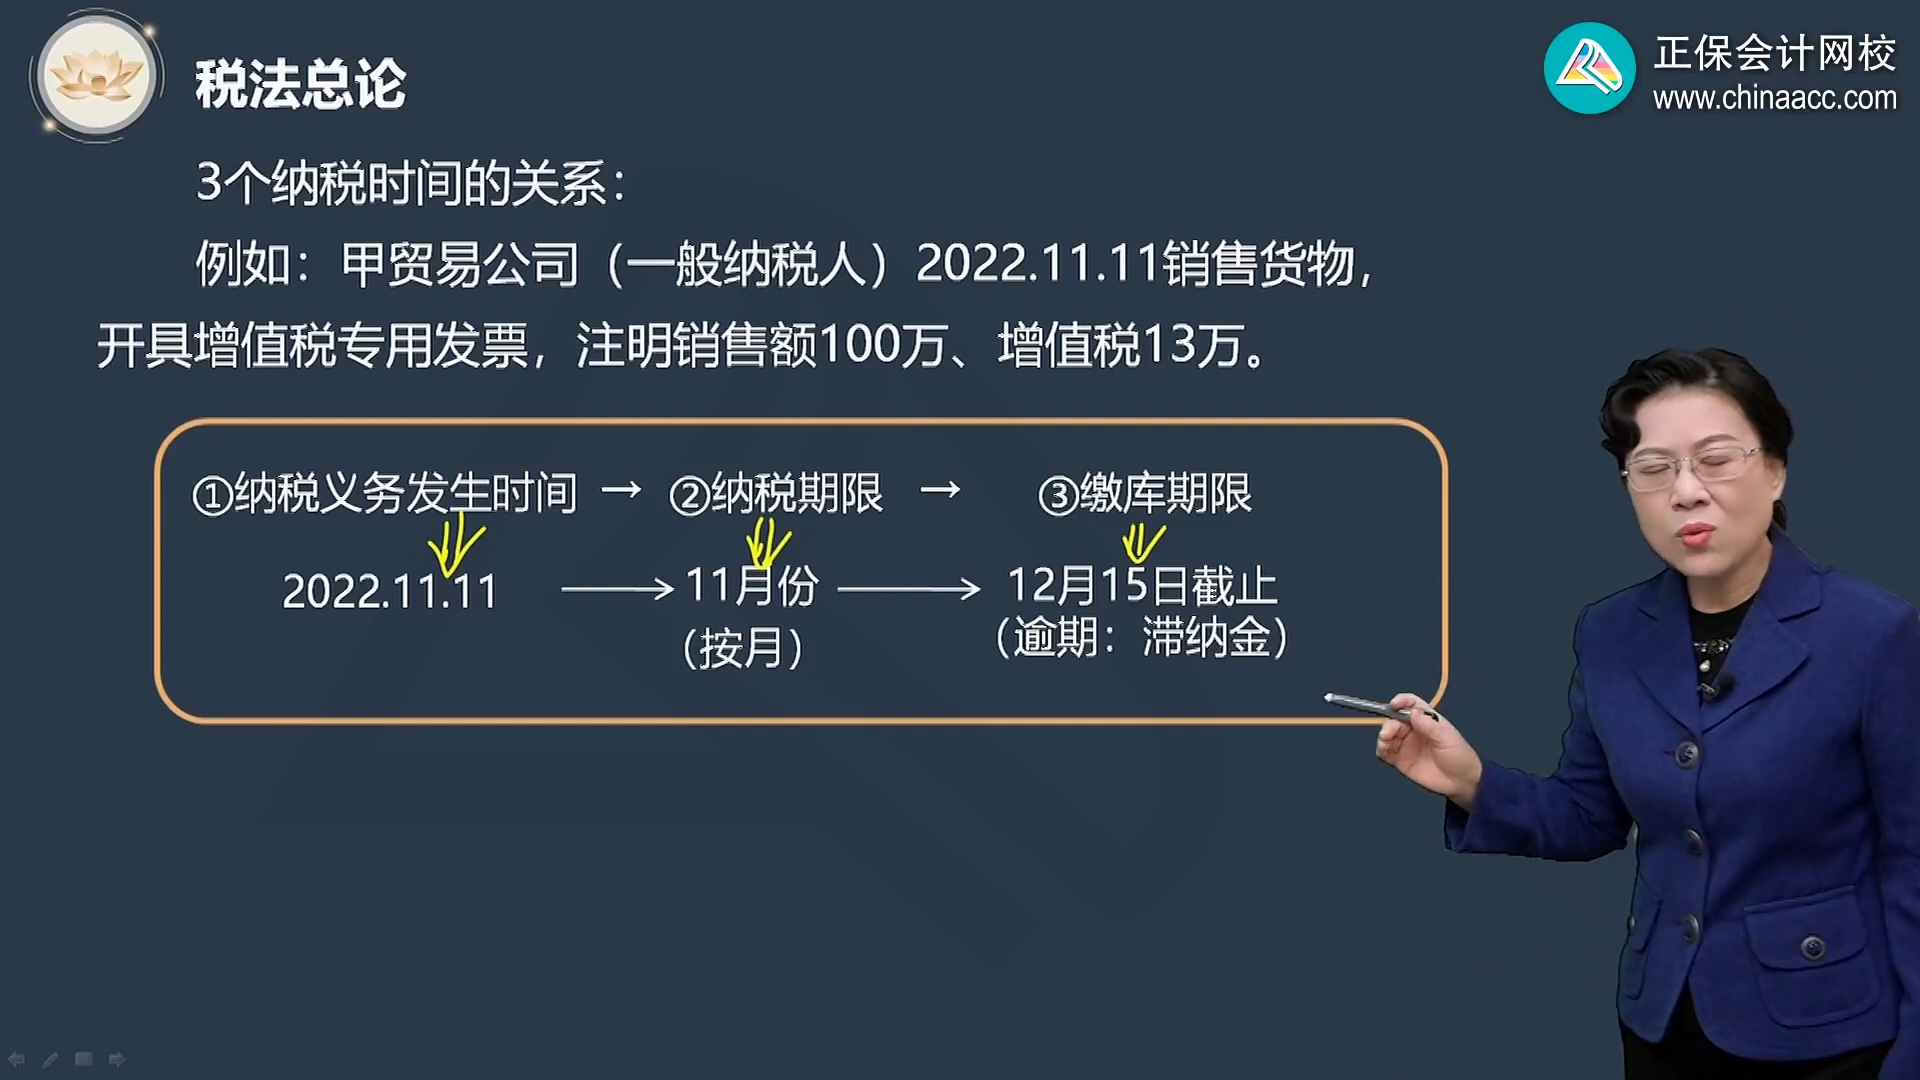 税法总论
正保会计网校
www.chinaacc.com
3个纳税时间的关系：
例如：甲贸易公司（一般纳税人）2022.11.11销售货物，
开具增值税专用发票，注明销售额100万、增值税13万。
①纳税义务发生时间 → ②纳税期限 → ③缴库期限
2022.11.11 → 11月份 → 12月15日截止
（按月） （逾期：滞纳金）